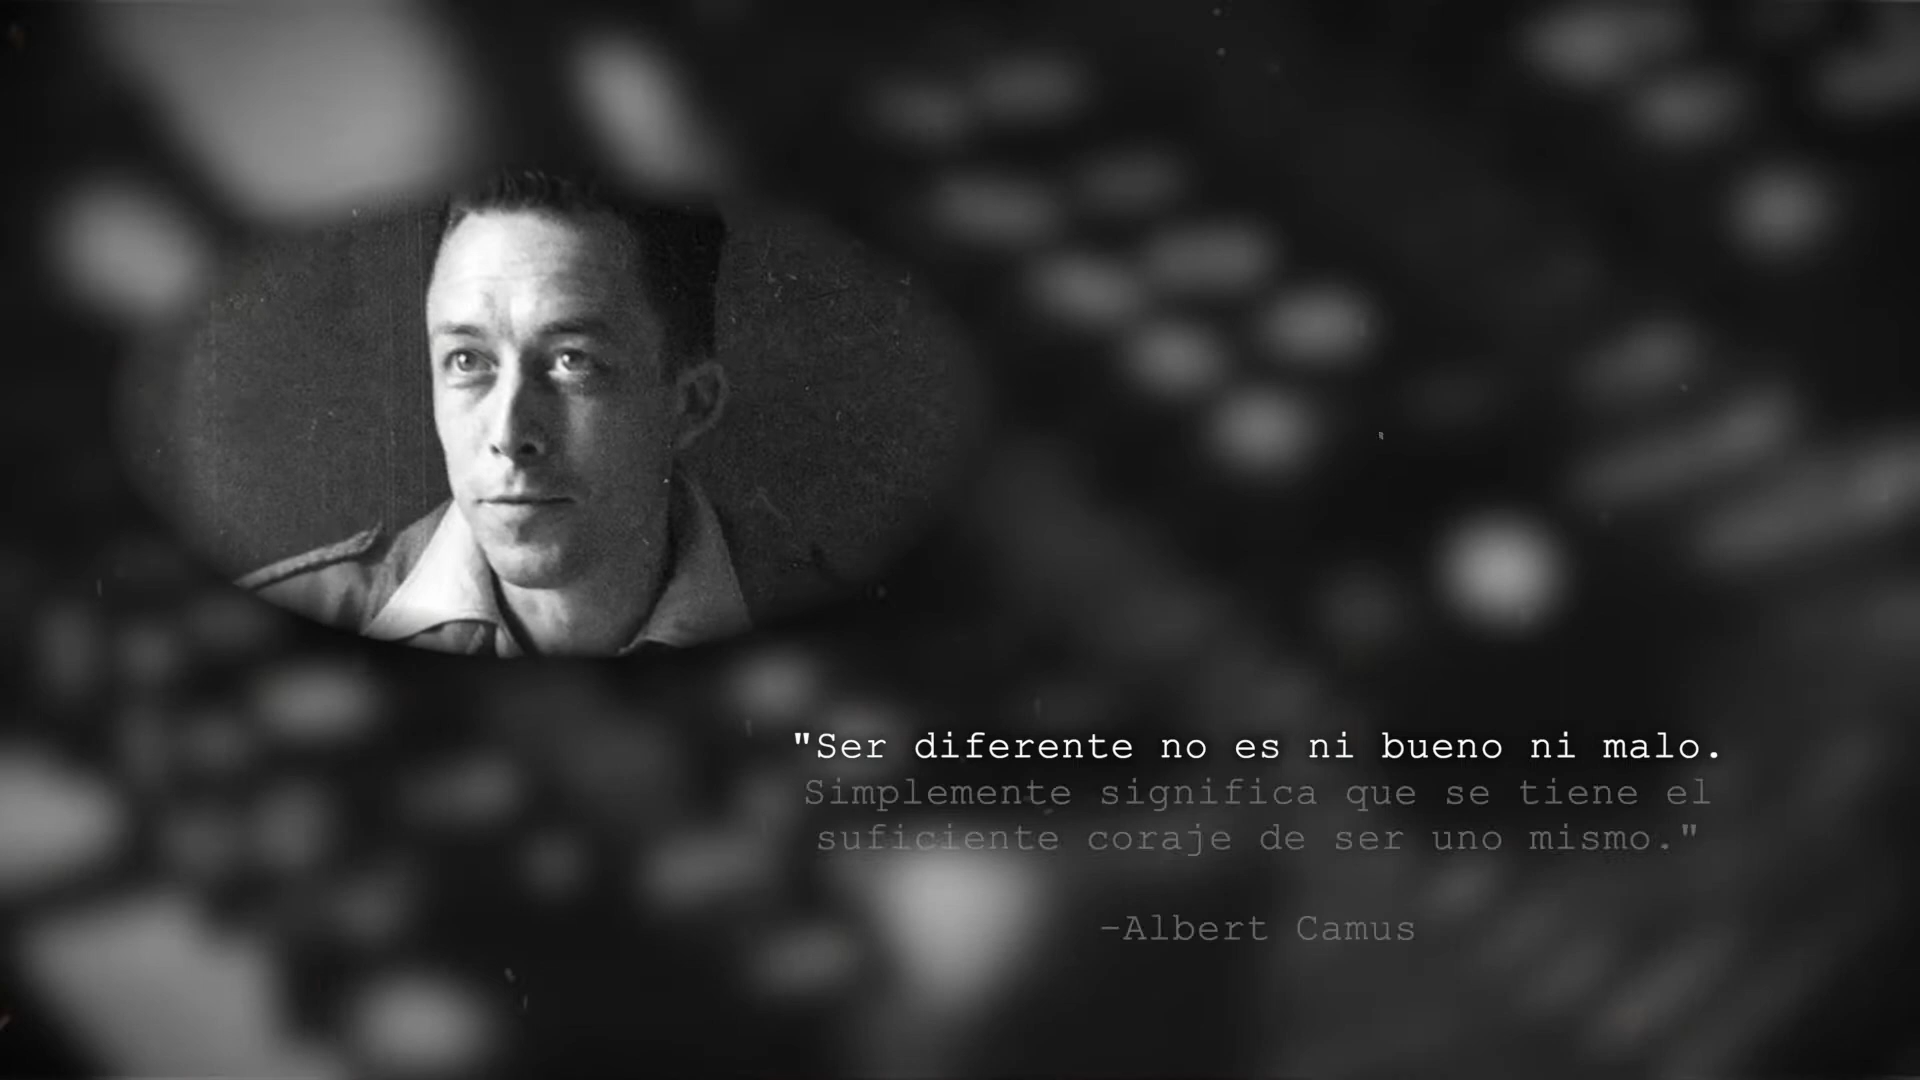 "Ser diferente no es ni bueno ni malo.
Simplemente significa que se tiene el
suficiente coraje de ser uno mismo."
-Albert Camus